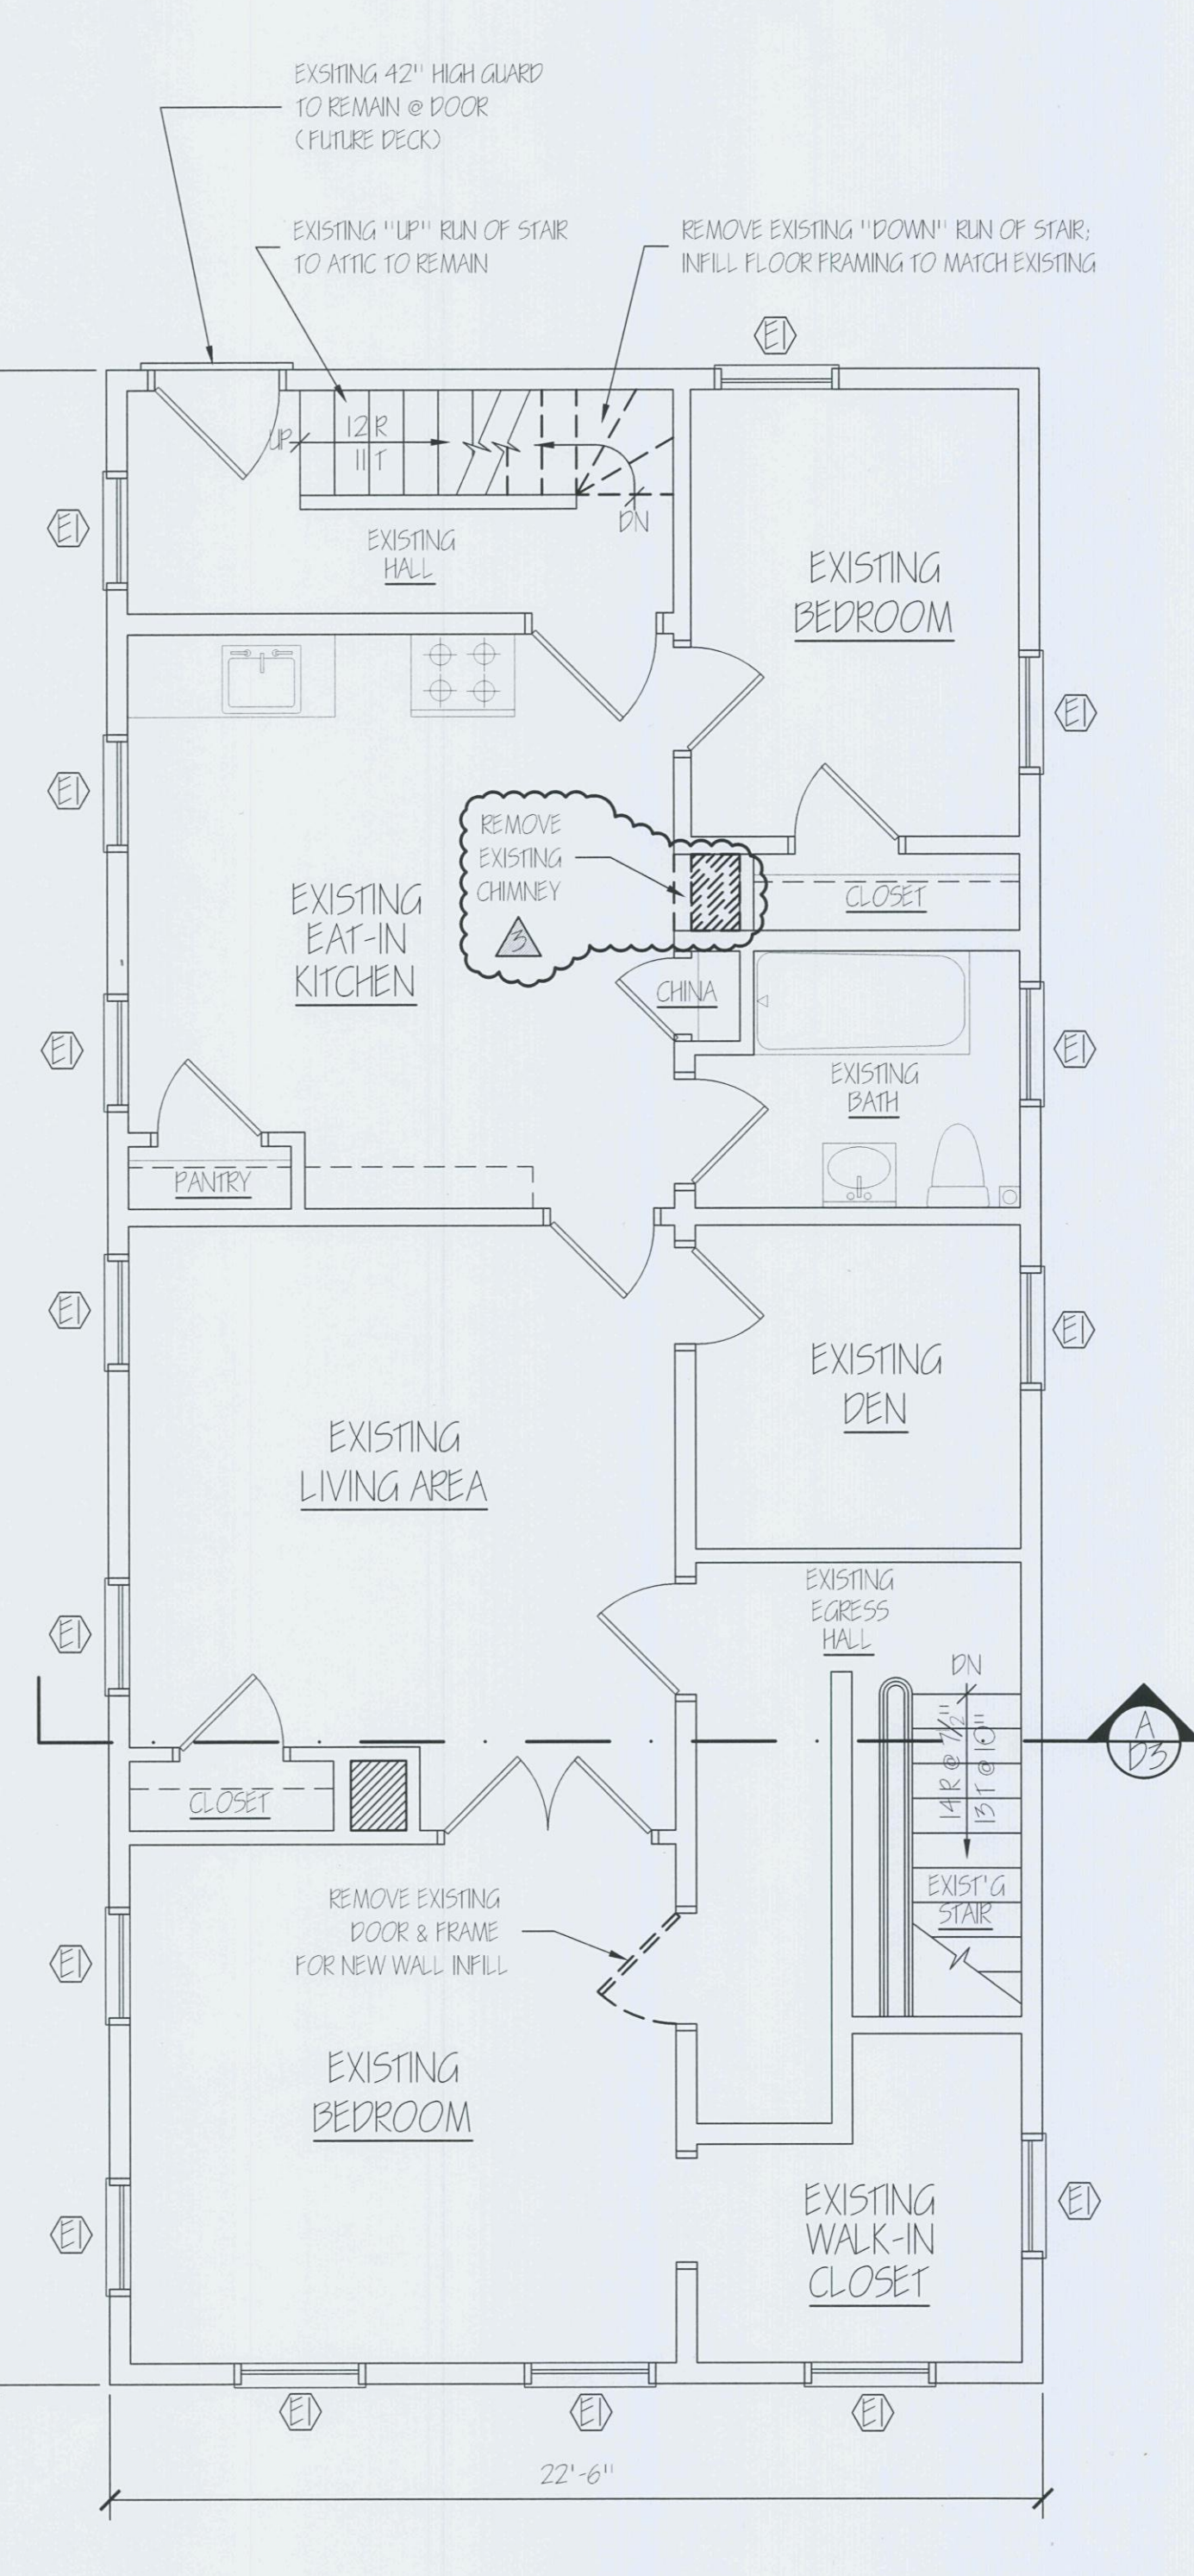 EXSITING 42" HIGH GUARD
TO REMAIN @ DOOR
(FUTURE DECK)
EXISTING "UP" RUN OF STAIR
TO ATTIC TO REMAIN
REMOVE EXISTING "DOWN" RUN OF STAIR;
INFILL FLOOR FRAMING TO MATCH EXISTING
E1
UP
12 R
11 T
DN
E1
EXISTING
HALL
EXISTING
BEDROOM
E1
E1
REMOVE
EXISTING
CHIMNEY
3
CLOSET
EXISTING
EAT-IN
KITCHEN
CHINA
E1
E1
EXISTING
BATH
PANTRY
E1
E1
EXISTING
DEN
EXISTING
LIVING AREA
EXISTING
EGRESS
HALL
E1
DN
14 R @ 7½"
13 T @ 10"
A
D3
CLOSET
EXIST'G
STAIR
REMOVE EXISTING
DOOR & FRAME
FOR NEW WALL INFILL
E1
EXISTING
BEDROOM
E1
EXISTING
WALK-IN
CLOSET
E1
E1
E1
E1
22'-6"